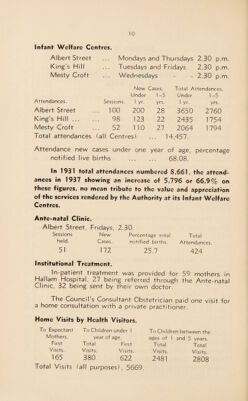 10
Infant Welfare Centres.
Albert Street ... Mondays and Thursdays 2.30 p.m.
King's Hill ... Tuesdays and Fridays 2.30 p.m.
Mesty Croft ... Wednesdays - - 2.30 p.m.
New Cases. Total Attendances.
Under 1-5 Under 1-5
Attendances. Sessions. 1 yr. yrs. 1 yr. yrs.
Albert Street ... 100 200 28 3650 2760
King's Hill ... ... 98 123 22 2435 1754
Mesty Croft ... 52 110 27 2064 1794
Total attendances (all Centres) ... 14,457.
Attendance new cases under one year of age, percentage
notified live births ... ... 68.08.
In 1931 total attendances numbered 8,661, the attend-
ances in 1937 showing an increase of 5,796 or 66.9% on
these figures, no mean tribute to the value and appreciation
of the services rendered by the Authority at its Infant Welfare
Centres.
Ante-natal Clinic.
Albert Street, Fridays, 2.30.
Sessions New Percentage total Total
held. Cases. notified births. Attendances.
51 172 25.7 424
Institutional Treatment.
In-patient treatment was provided for 59 mothers in
Hallam Hospital, 27 being referred through the Ante-natal
Clinic, 32 being sent by their own doctor.
The Council's Consultant Obstetrician paid one visit for
a home consultation with a private practitioner.
Home Visits by Health Visitors.
To Expectant To Children under 1 To Children between the
Mothers. year of age. ages of 1 and 5 years.
First Total First Total Total
Visits. Visits. Visits. Visits. Visits.
165 380 622 2481 2808
Total Visits (all purposes), 5669.